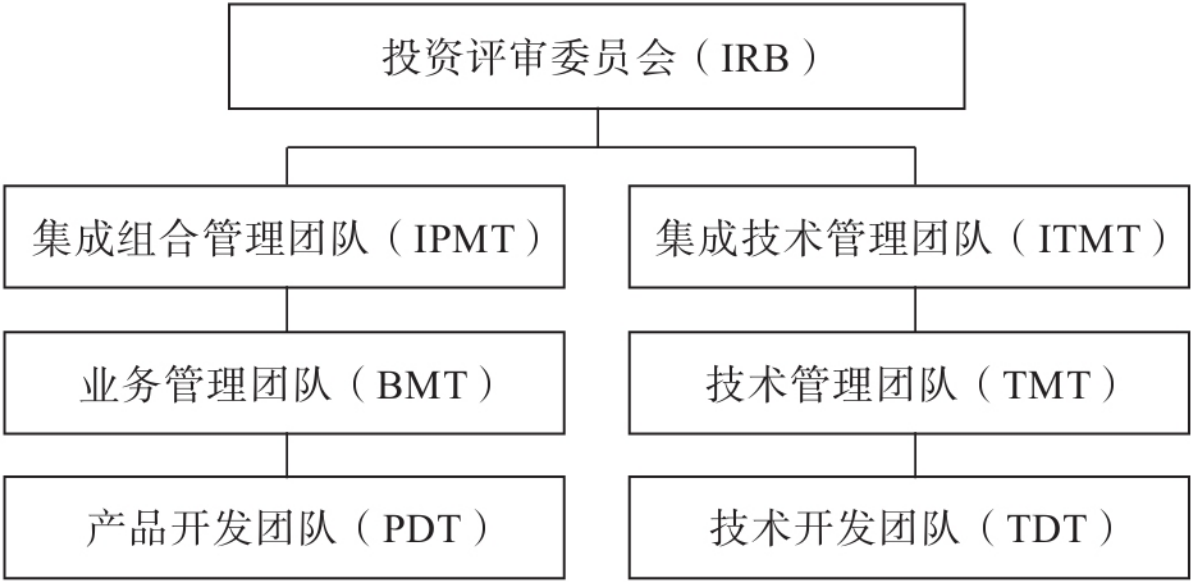 投资评审委员会（IRB）
集成组合管理团队（IPMT）
集成技术管理团队（ITMT）
业务管理团队（BMT）
技术管理团队（TMT）
产品开发团队（PDT）
技术开发团队（TDT）